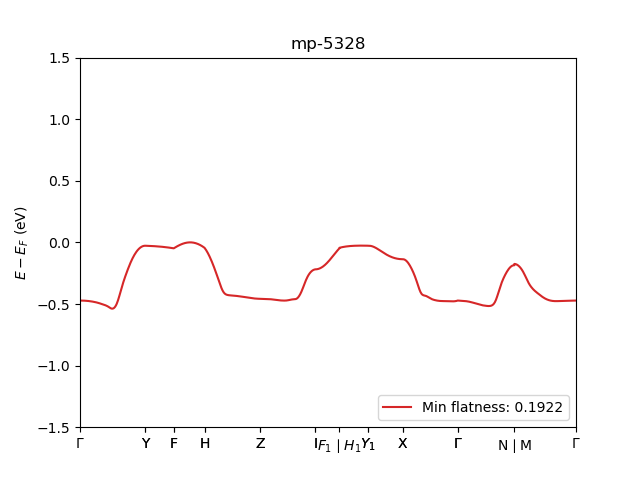 mp-5328
E − E_F (eV)
1.5
1.0
0.5
0.0
−0.5
−1.0
−1.5
Min flatness: 0.1922
Γ Y F H Z I F₁ | H₁ Y₁ X Γ N | M Γ